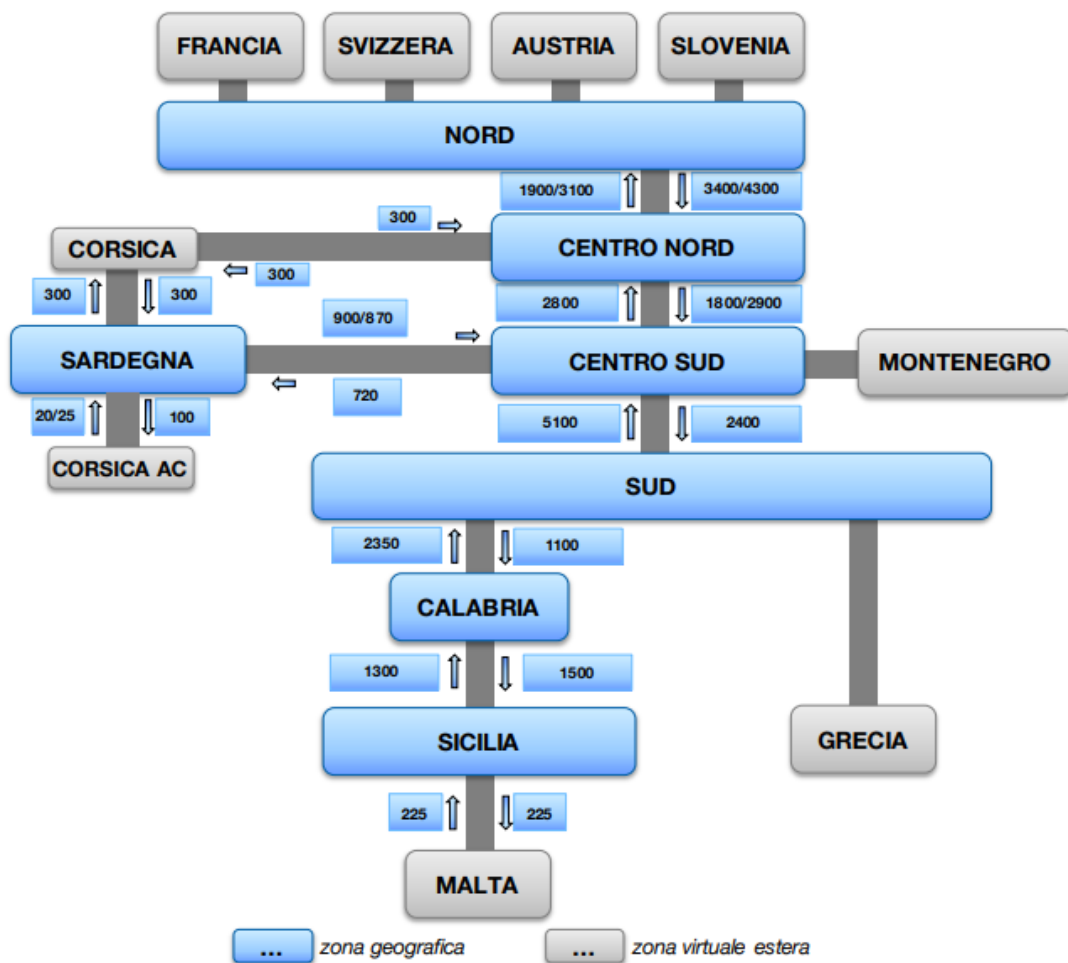 FRANCIA
SVIZZERA
AUSTRIA
SLOVENIA
NORD
1900/3100
3400/4300
300
CORSICA
CENTRO NORD
300
300
300
2800
1800/2900
900/870
SARDEGNA
CENTRO SUD
MONTENEGRO
720
20/25
100
5100
2400
CORSICA AC
SUD
2350
1100
CALABRIA
1300
1500
SICILIA
GRECIA
225
225
MALTA
... zona geografica
... zona virtuale estera